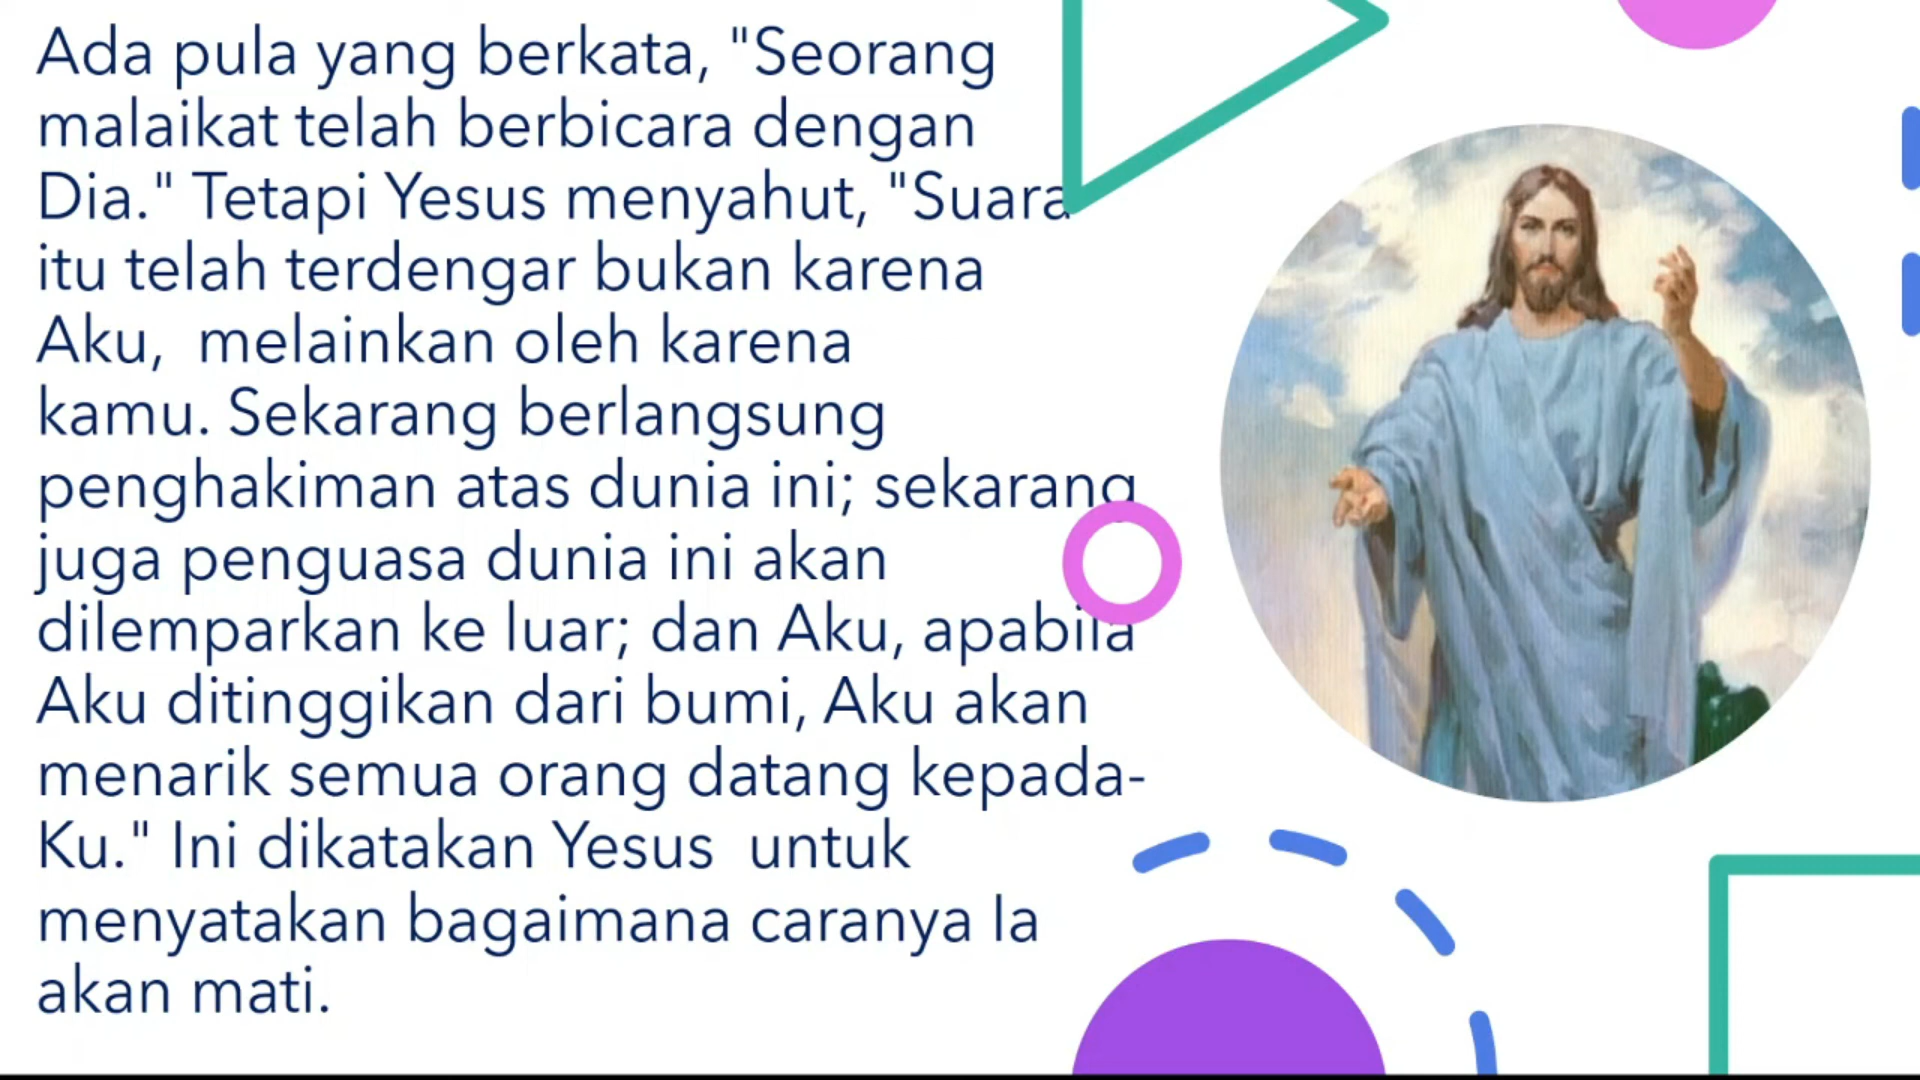 Ada pula yang berkata, "Seorang
malaikat telah berbicara dengan
Dia." Tetapi Yesus menyahut, "Suara
itu telah terdengar bukan karena
Aku,  melainkan oleh karena
kamu. Sekarang berlangsung
penghakiman atas dunia ini; sekarang
juga penguasa dunia ini akan
dilemparkan ke luar; dan Aku, apabila
Aku ditinggikan dari bumi, Aku akan
menarik semua orang datang kepada-
Ku." Ini dikatakan Yesus  untuk
menyatakan bagaimana caranya Ia
akan mati.